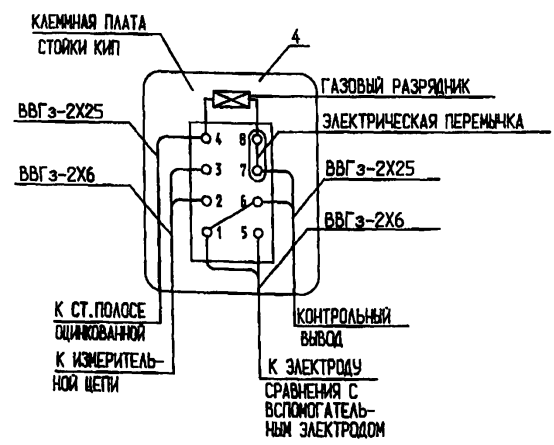 КЛЕММНАЯ ПЛАТА
СТОЙКИ КИП
4
ГАЗОВЫЙ РАЗРЯДНИК
ВВГз-2Х25
ЭЛЕКТРИЧЕСКАЯ ПЕРЕМЫЧКА
4 8
3 7
ВВГз-2Х6
ВВГз-2Х25
2 6
ВВГз-2Х6
1 5
К СТ.ПОЛОСЕ
ОЦИНКОВАННОЙ
КОНТРОЛЬНЫЙ
ВЫВОД
К ИЗМЕРИТЕЛЬ-
НОЙ ЦЕПИ
К ЭЛЕКТРОДУ
СРАВНЕНИЯ С
ВСПОМОГАТЕЛЬ-
НЫМ ЭЛЕКТРОДОМ